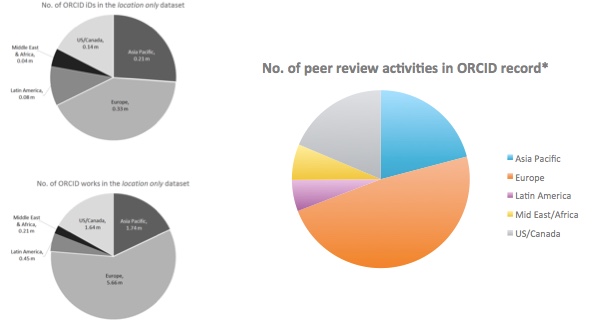 No. of ORCID iDs in the location only dataset
US/Canada
0.14 m
Asia Pacific,
0.21 m
Middle East
& Africa,
0.04 m
Latin America,
0.08 m
Europe,
0.33 m
No. of ORCID works in the location only dataset
US/Canada
1.64 m
Asia Pacific,
1.74 m
Middle East
& Africa,
0.21 m
Latin America,
0.45 m
Europe,
5.66 m
No. of peer review activities in ORCID record*
Asia Pacific
Europe
Latin America
Mid East/Africa
US/Canada